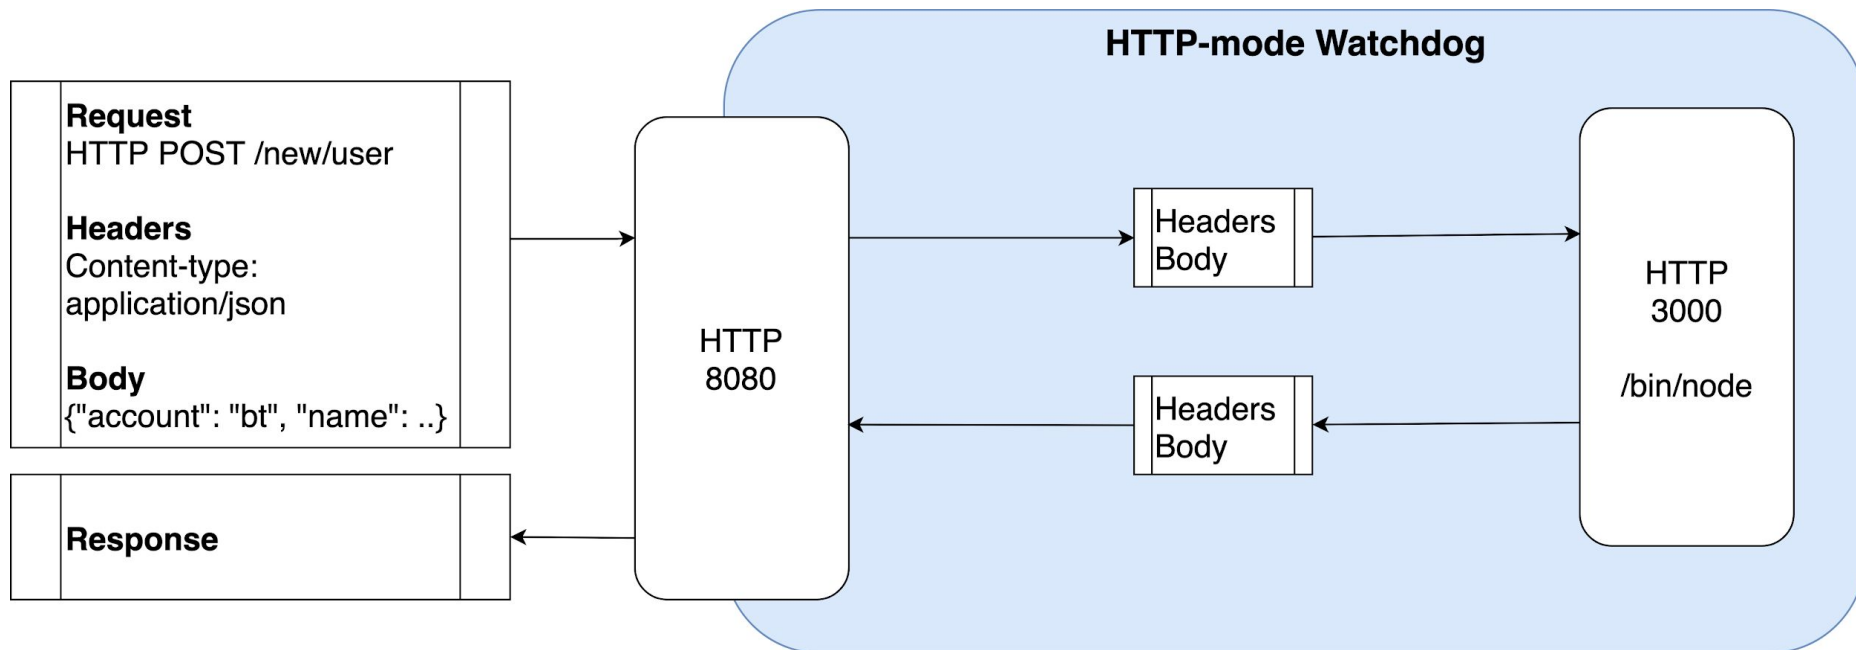 HTTP-mode Watchdog
Request
HTTP POST /new/user
Headers
Content-type:
application/json
Body
{"account": "bt", "name": ..}
Response
HTTP
8080
Headers
Body
Headers
Body
HTTP
3000
/bin/node